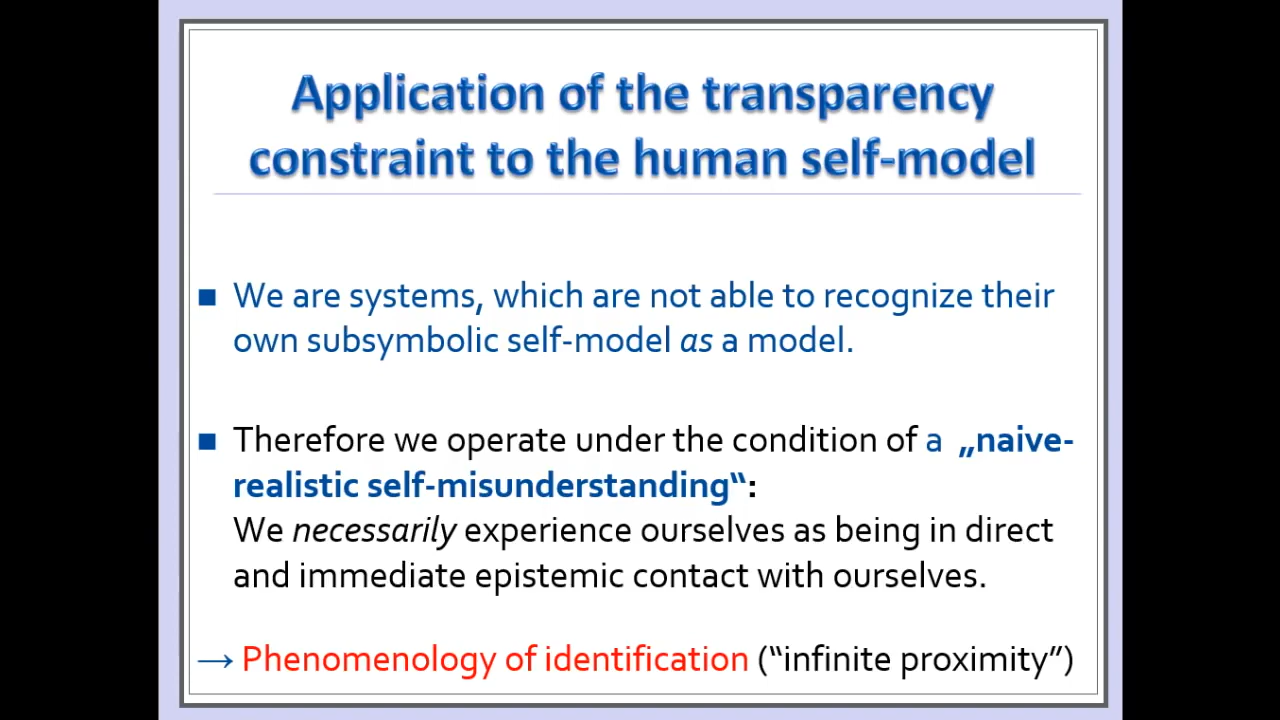 Application of the transparency
constraint to the human self-model
■ We are systems, which are not able to recognize their
own subsymbolic self-model as a model.
■ Therefore we operate under the condition of a „naive-
realistic self-misunderstanding‟:
We necessarily experience ourselves as being in direct
and immediate epistemic contact with ourselves.
→ Phenomenology of identification (“infinite proximity”)